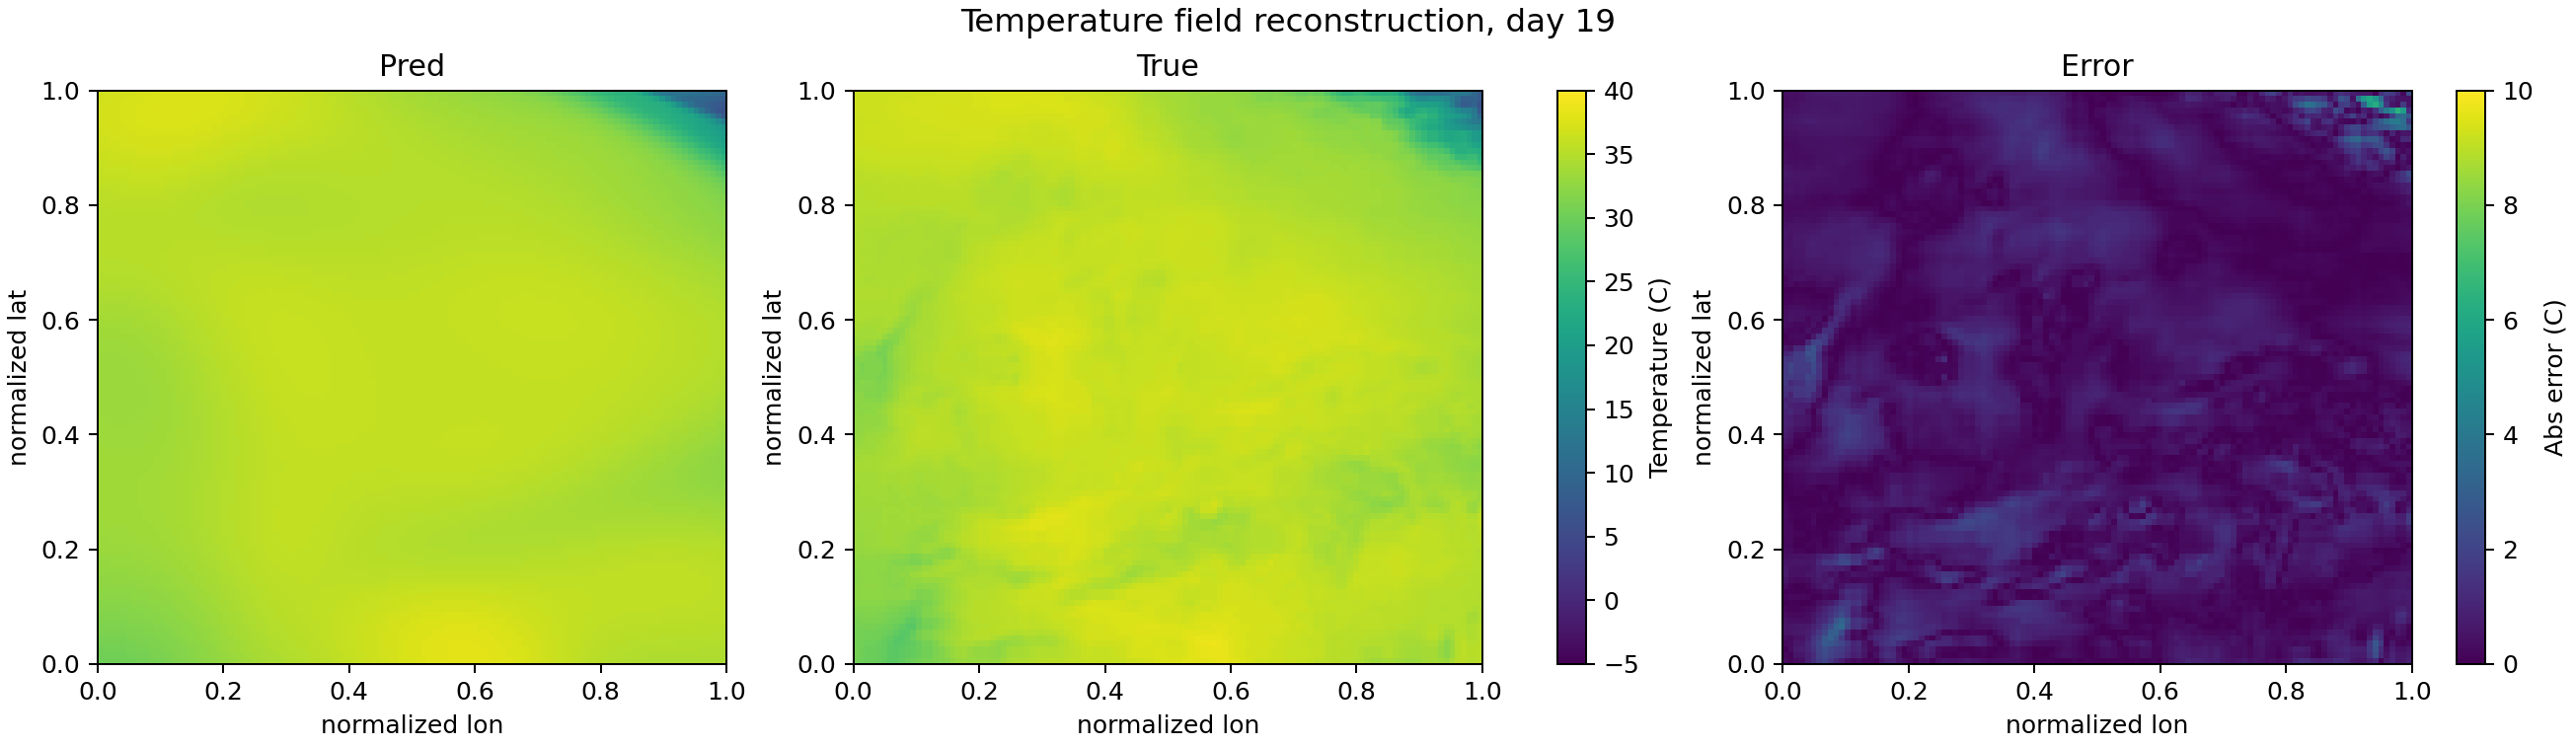 Temperature field reconstruction, day 19
Pred
1.0
0.8
0.6
0.4
0.2
0.0
0.0 0.2 0.4 0.6 0.8 1.0
normalized lat
normalized lon
True
1.0
0.8
0.6
0.4
0.2
0.0
0.0 0.2 0.4 0.6 0.8 1.0
normalized lat
normalized lon
40
35
30
25
20
15
10
5
0
−5
Temperature (C)
Error
1.0
0.8
0.6
0.4
0.2
0.0
0.0 0.2 0.4 0.6 0.8 1.0
normalized lat
normalized lon
10
8
6
4
2
0
Abs error (C)